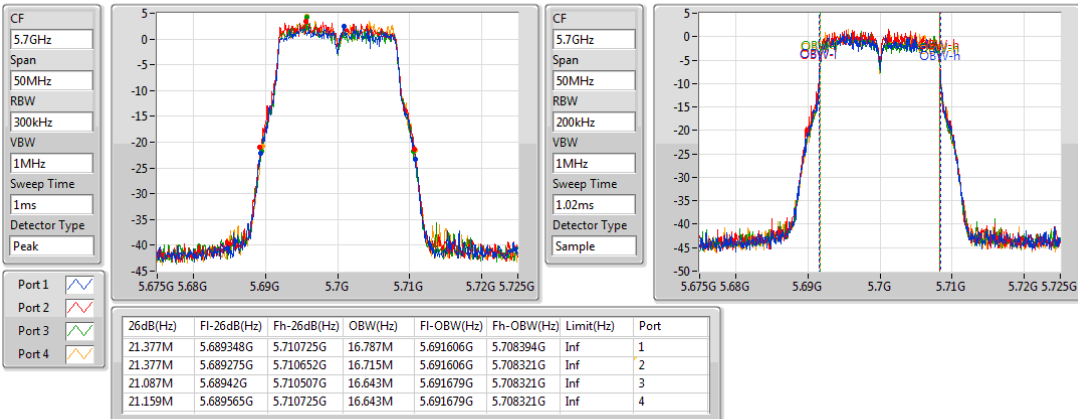 CF
5.7GHz
Span
50MHz
RBW
300kHz
VBW
1MHz
Sweep Time
1ms
Detector Type
Peak
5
0
-5
-10
-15
-20
-25
-30
-35
-40
-45
5.675G 5.68G 5.69G 5.7G 5.71G 5.72G 5.725G
CF
5.7GHz
Span
50MHz
RBW
200kHz
VBW
1MHz
Sweep Time
1.02ms
Detector Type
Sample
5
0
-5
-10
-15
-20
-25
-30
-35
-40
-45
-50
OBW-h
OBW-l OBW-h
5.675G 5.68G 5.69G 5.7G 5.71G 5.72G 5.725G
Port 1
Port 2
Port 3
Port 4
26dB(Hz) Fl-26dB(Hz) Fh-26dB(Hz) OBW(Hz) Fl-OBW(Hz) Fh-OBW(Hz) Limit(Hz) Port
21.377M 5.689348G 5.710725G 16.787M 5.691606G 5.708394G Inf 1
21.377M 5.689275G 5.710652G 16.715M 5.691606G 5.708321G Inf 2
21.087M 5.68942G 5.710507G 16.643M 5.691679G 5.708321G Inf 3
21.159M 5.689565G 5.710725G 16.643M 5.691679G 5.708321G Inf 4